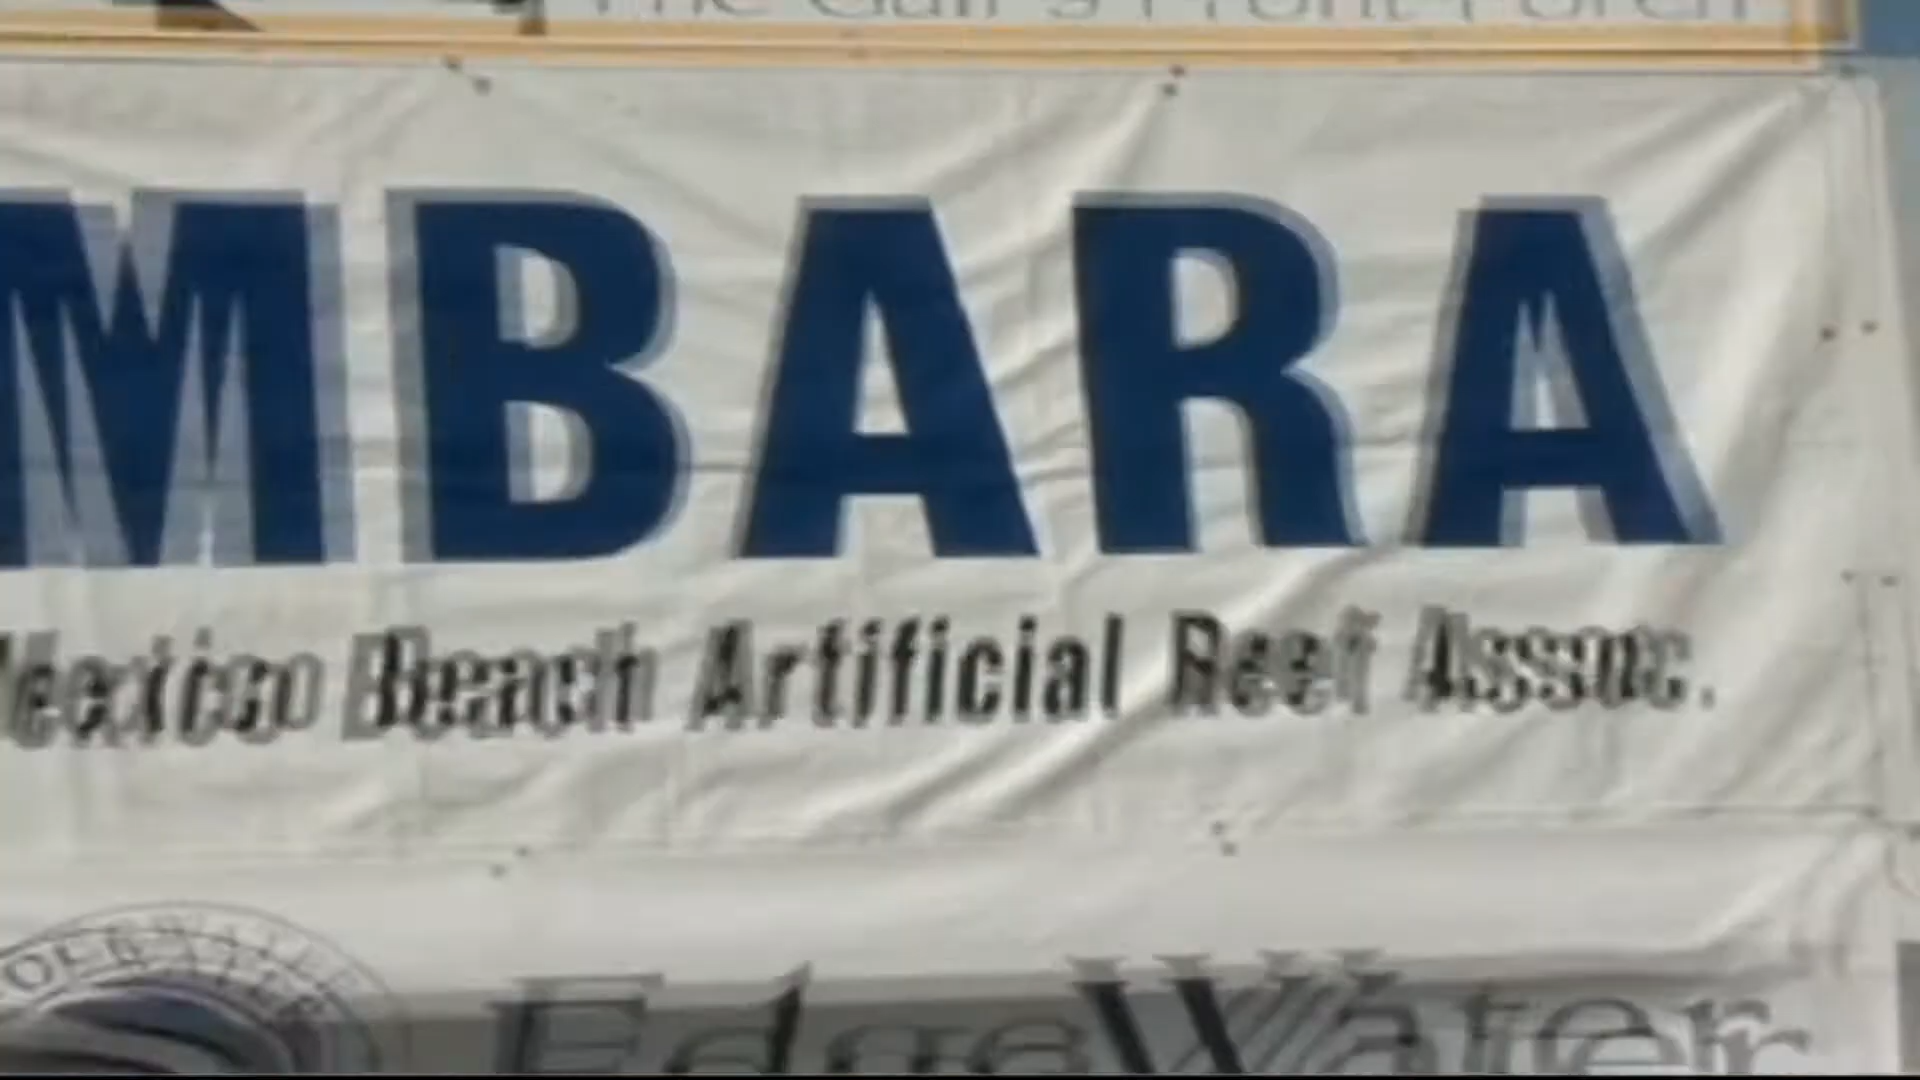 The Gulf's Front Porch
MBARA
Mexico Beach Artificial Reef Assoc.
EdgeWater